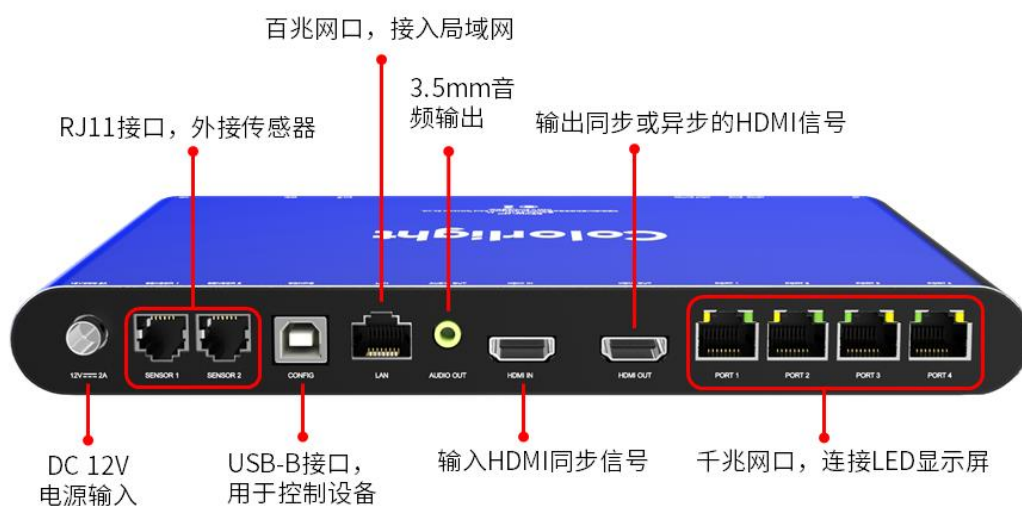 百兆网口，接入局域网
3.5mm音
频输出
RJ11接口，外接传感器
输出同步或异步的HDMI信号
Colorlight
12V⎓2A
SENSOR 1
SENSOR 2
CONFIG
LAN
AUDIO OUT
HDMI IN
HDMI OUT
PORT 1
PORT 2
PORT 3
PORT 4
DC 12V
电源输入
USB-B接口，
用于控制设备
输入HDMI同步信号
千兆网口，连接LED显示屏